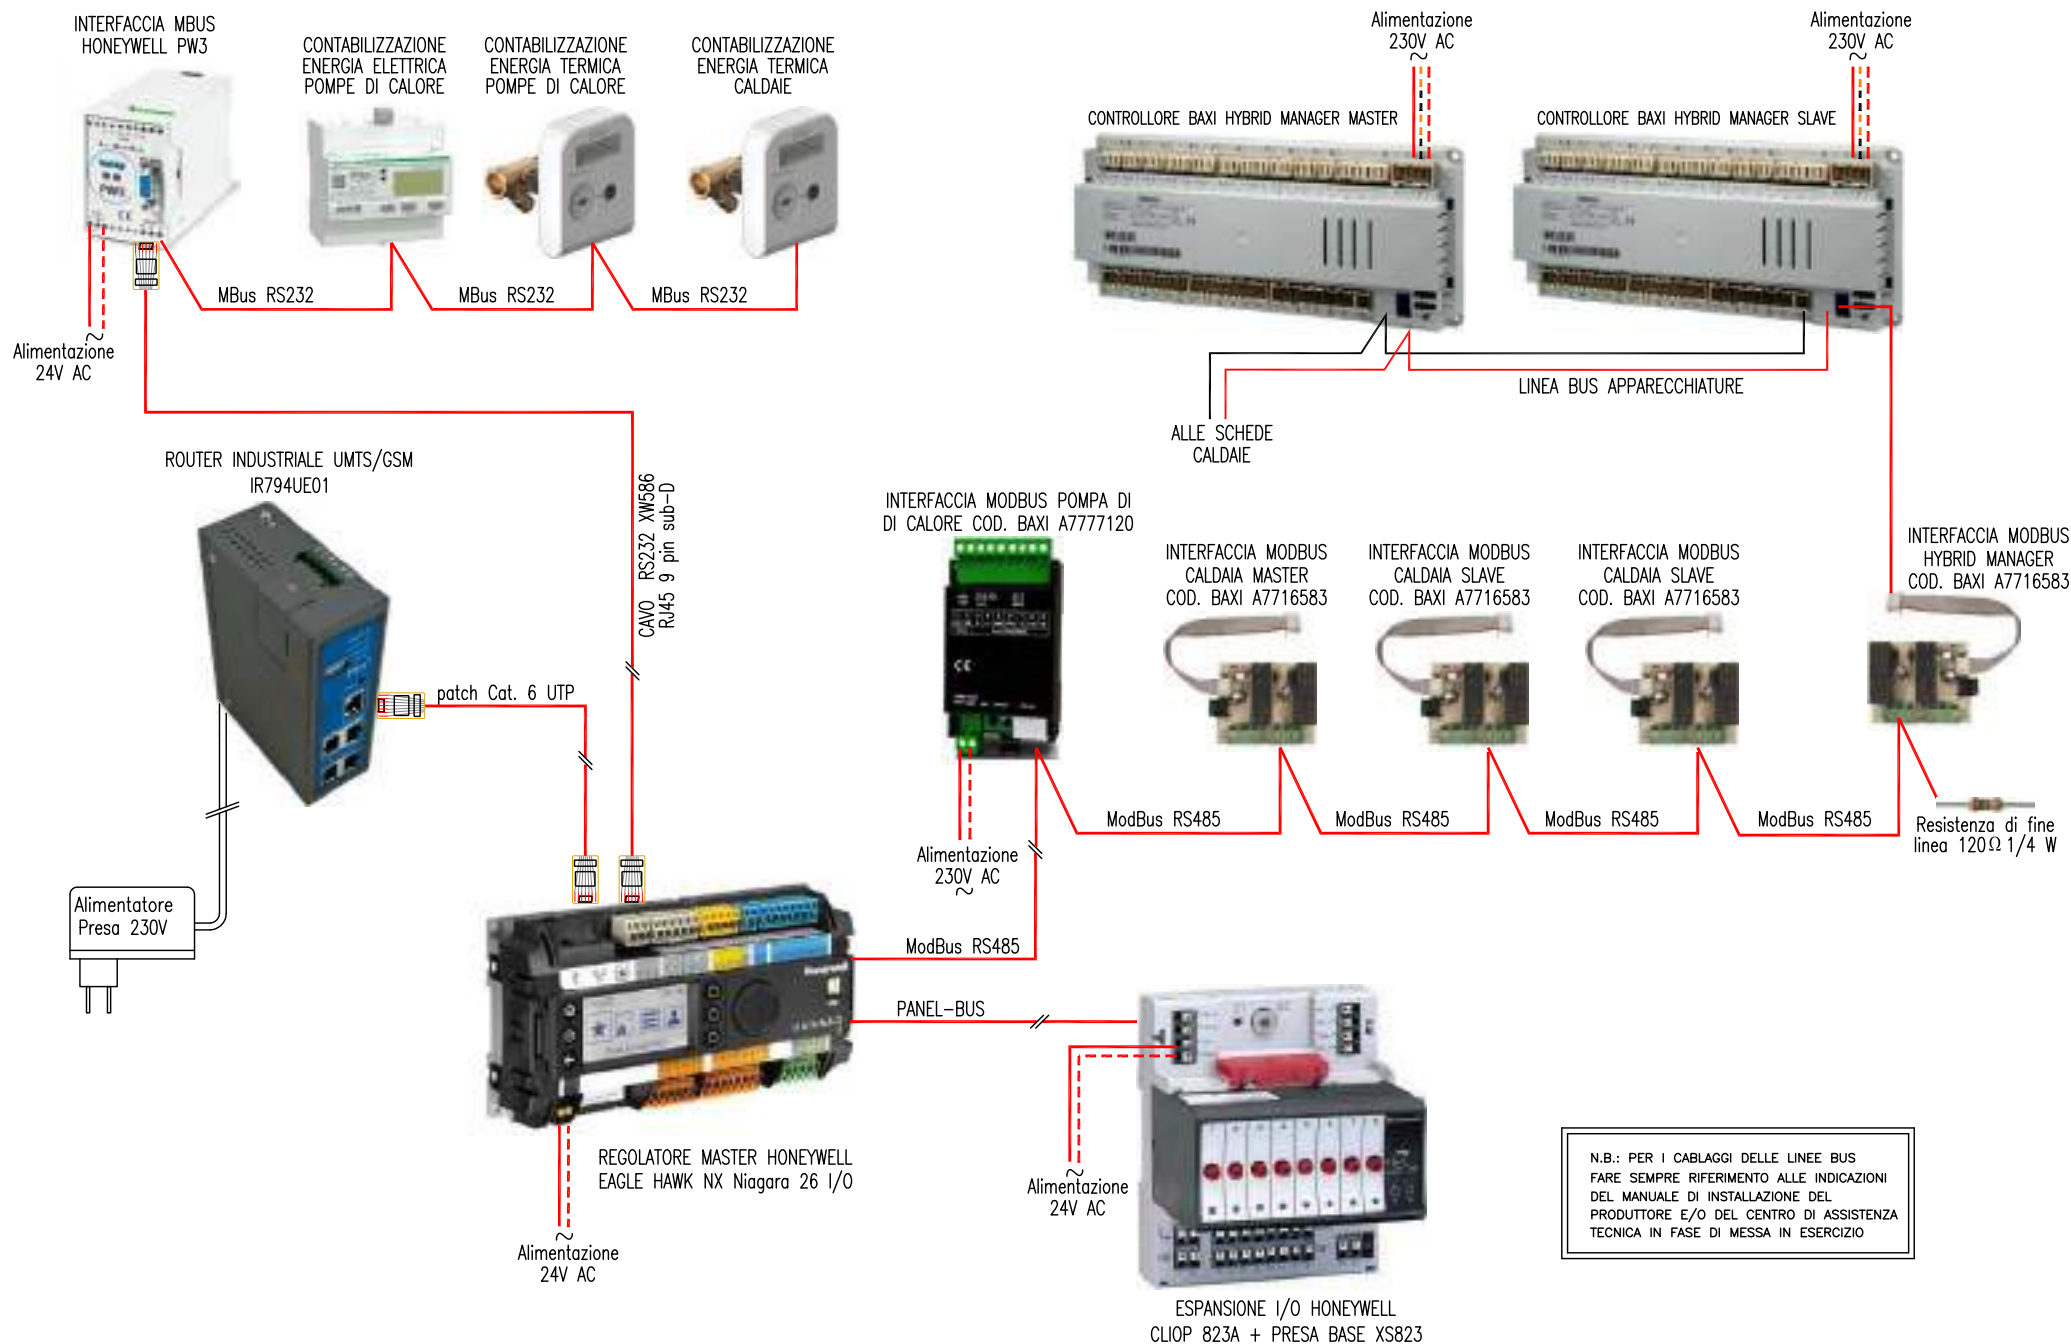 INTERFACCIA MBUS
HONEYWELL PW3
CONTABILIZZAZIONE
ENERGIA ELETTRICA
POMPE DI CALORE
CONTABILIZZAZIONE
ENERGIA TERMICA
POMPE DI CALORE
CONTABILIZZAZIONE
ENERGIA TERMICA
CALDAIE
Alimentazione
230V AC
~
Alimentazione
230V AC
~
CONTROLLORE BAXI HYBRID MANAGER MASTER
CONTROLLORE BAXI HYBRID MANAGER SLAVE
PW3
CE
MBus RS232
MBus RS232
MBus RS232
~
Alimentazione
24V AC
LINEA BUS APPARECCHIATURE
ALLE SCHEDE
CALDAIE
ROUTER INDUSTRIALE UMTS/GSM
IR794UE01
CAVO RS232 XW586
RJ45 9 pin sub-D
patch Cat. 6 UTP
INTERFACCIA MODBUS POMPA DI
DI CALORE COD. BAXI A7777120
INTERFACCIA MODBUS
CALDAIA MASTER
COD. BAXI A7716583
INTERFACCIA MODBUS
CALDAIA SLAVE
COD. BAXI A7716583
INTERFACCIA MODBUS
CALDAIA SLAVE
COD. BAXI A7716583
INTERFACCIA MODBUS
HYBRID MANAGER
COD. BAXI A7716583
CE
ModBus RS485
ModBus RS485
ModBus RS485
ModBus RS485
Resistenza di fine
linea 120Ω 1/4 W
Alimentazione
230V AC
~
Alimentatore
Presa 230V
ModBus RS485
PANEL-BUS
Honeywell
REGOLATORE MASTER HONEYWELL
EAGLE HAWK NX Niagara 26 I/O
~
Alimentazione
24V AC
~
Alimentazione
24V AC
ESPANSIONE I/O HONEYWELL
CLIOP 823A + PRESA BASE XS823
N.B.: PER I CABLAGGI DELLE LINEE BUS
FARE SEMPRE RIFERIMENTO ALLE INDICAZIONI
DEL MANUALE DI INSTALLAZIONE DEL
PRODUTTORE E/O DEL CENTRO DI ASSISTENZA
TECNICA IN FASE DI MESSA IN ESERCIZIO